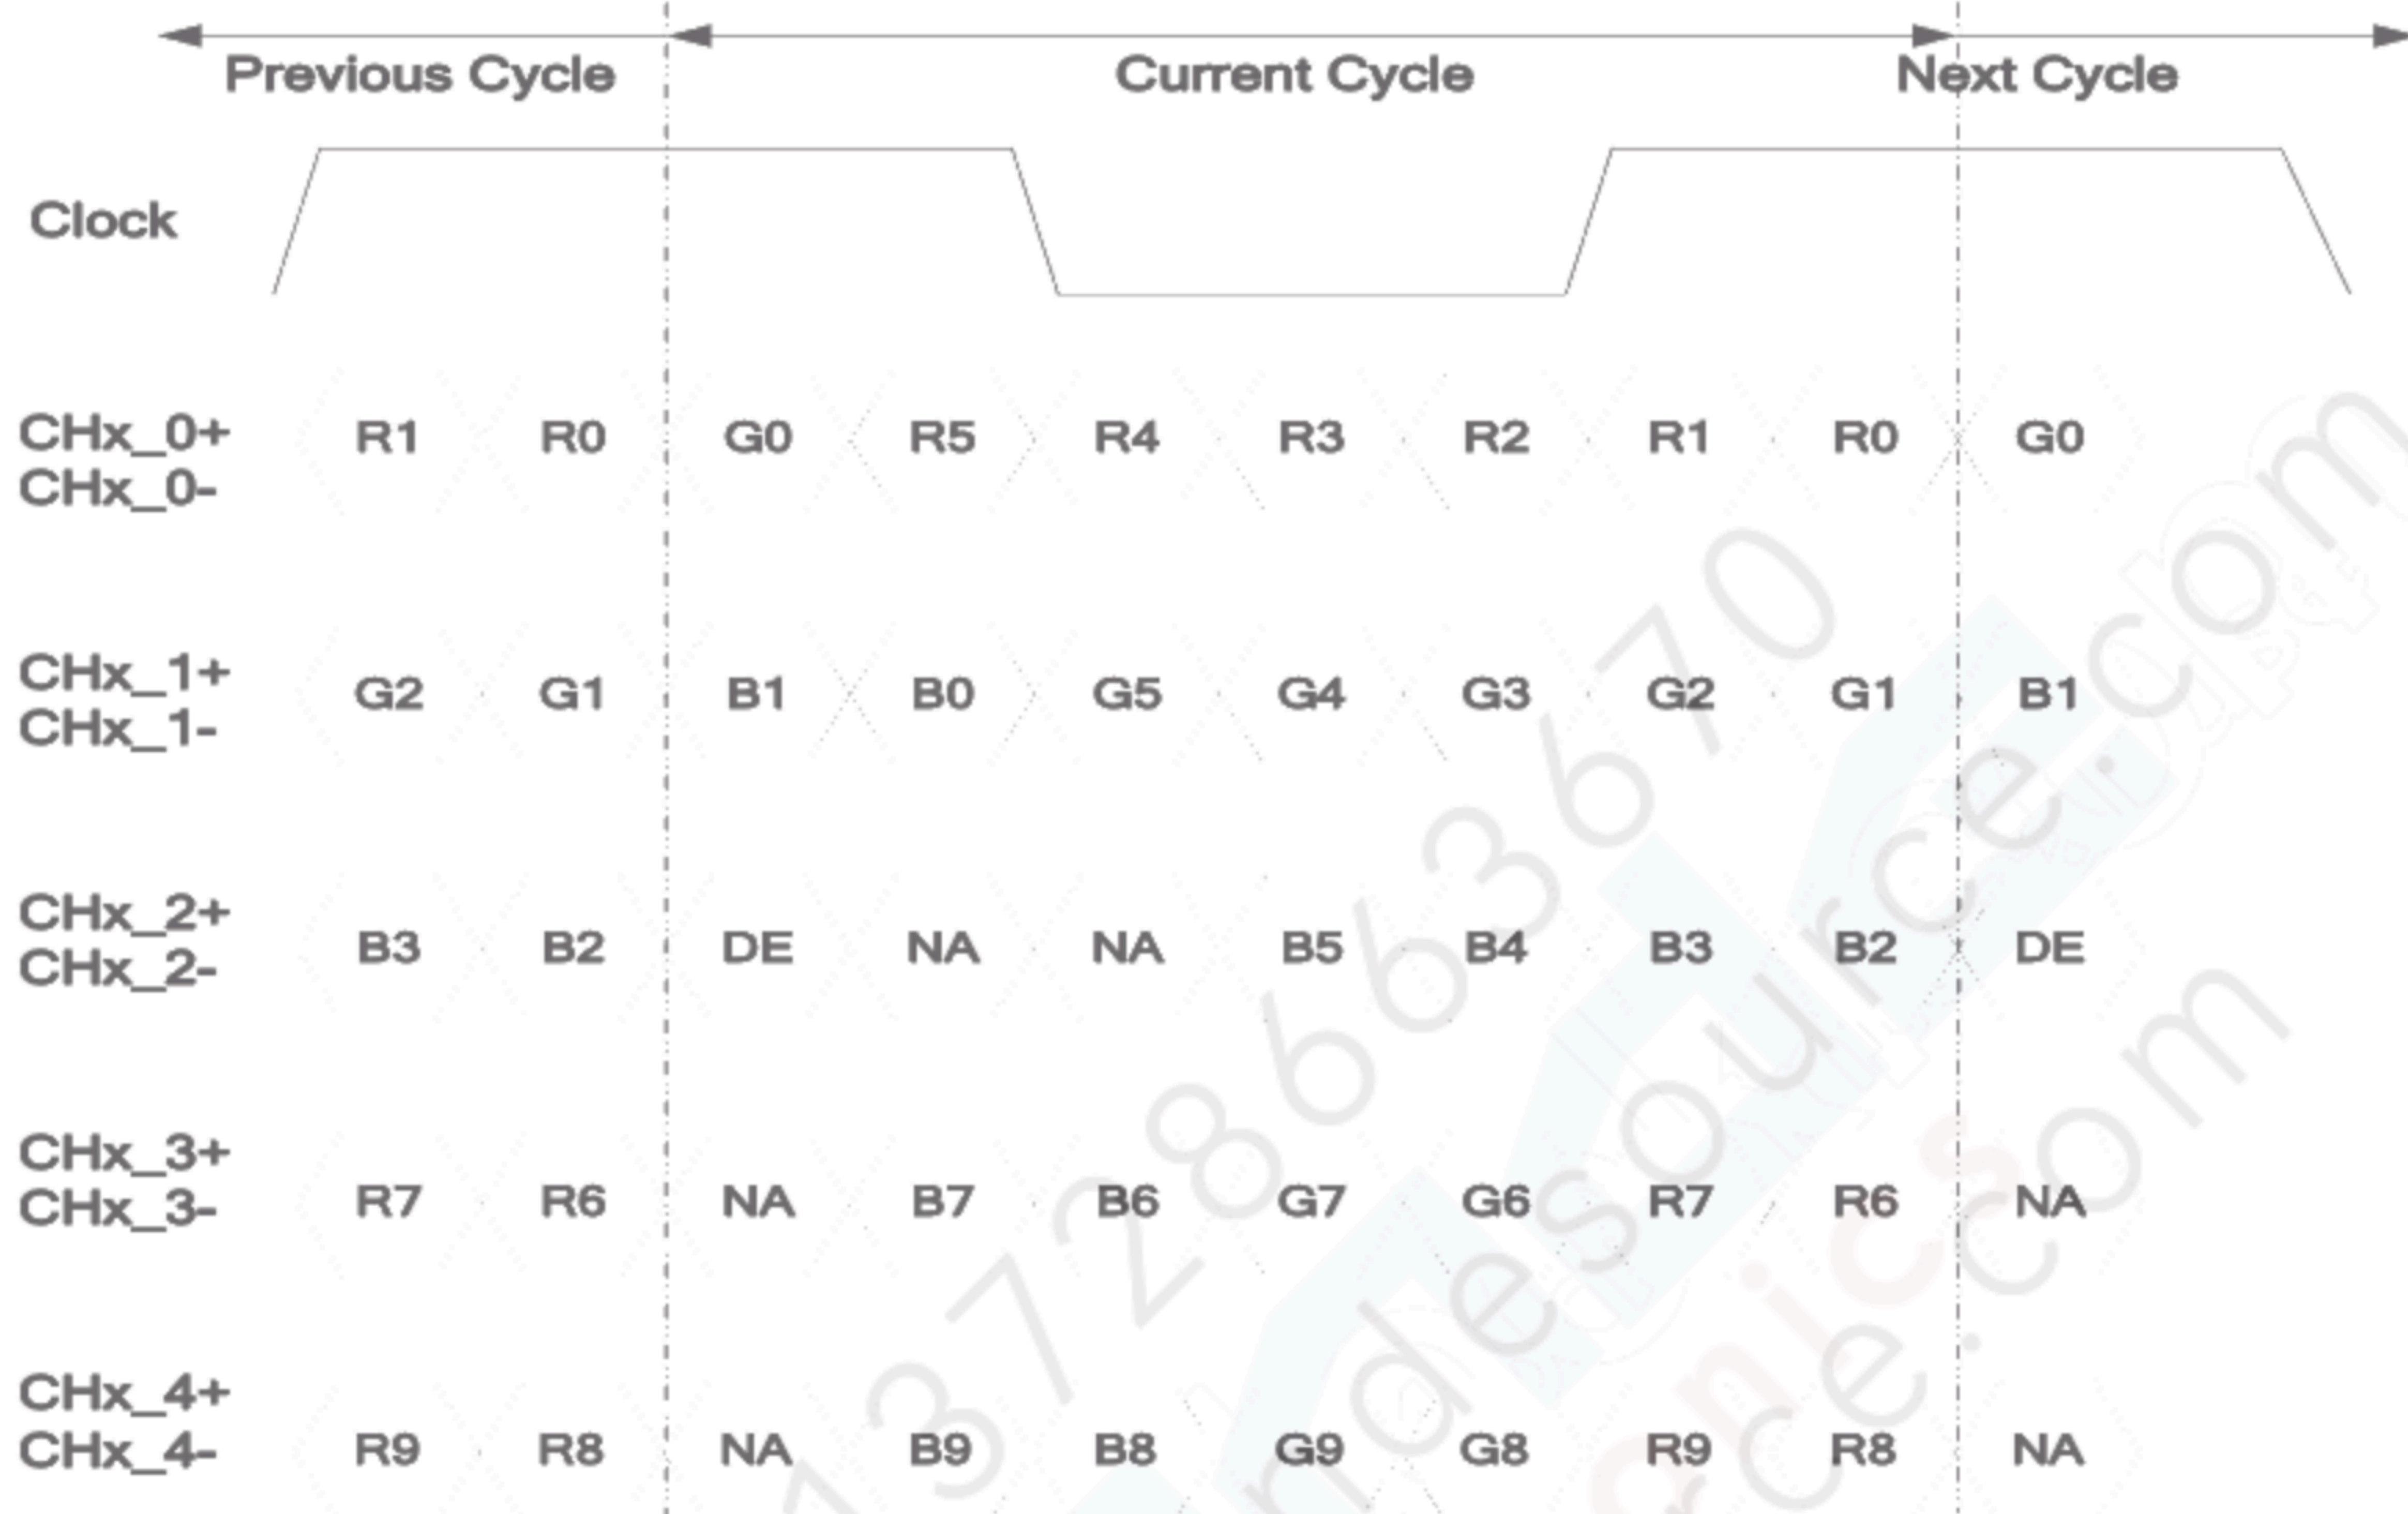 Previous Cycle Current Cycle Next Cycle
Clock
CHx_0+
R1 R0 G0 R5 R4 R3 R2 R1 R0 G0
CHx_0-
CHx_1+
G2 G1 B1 B0 G5 G4 G3 G2 G1 B1
CHx_1-
CHx_2+
B3 B2 DE NA NA B5 B4 B3 B2 DE
CHx_2-
CHx_3+
R7 R6 NA B7 B6 G7 G6 R7 R6 NA
CHx_3-
CHx_4+
CHx_4- R9 R8 NA B9 B8 G9 G8 R9 R8 NA
13728663670
desource.com